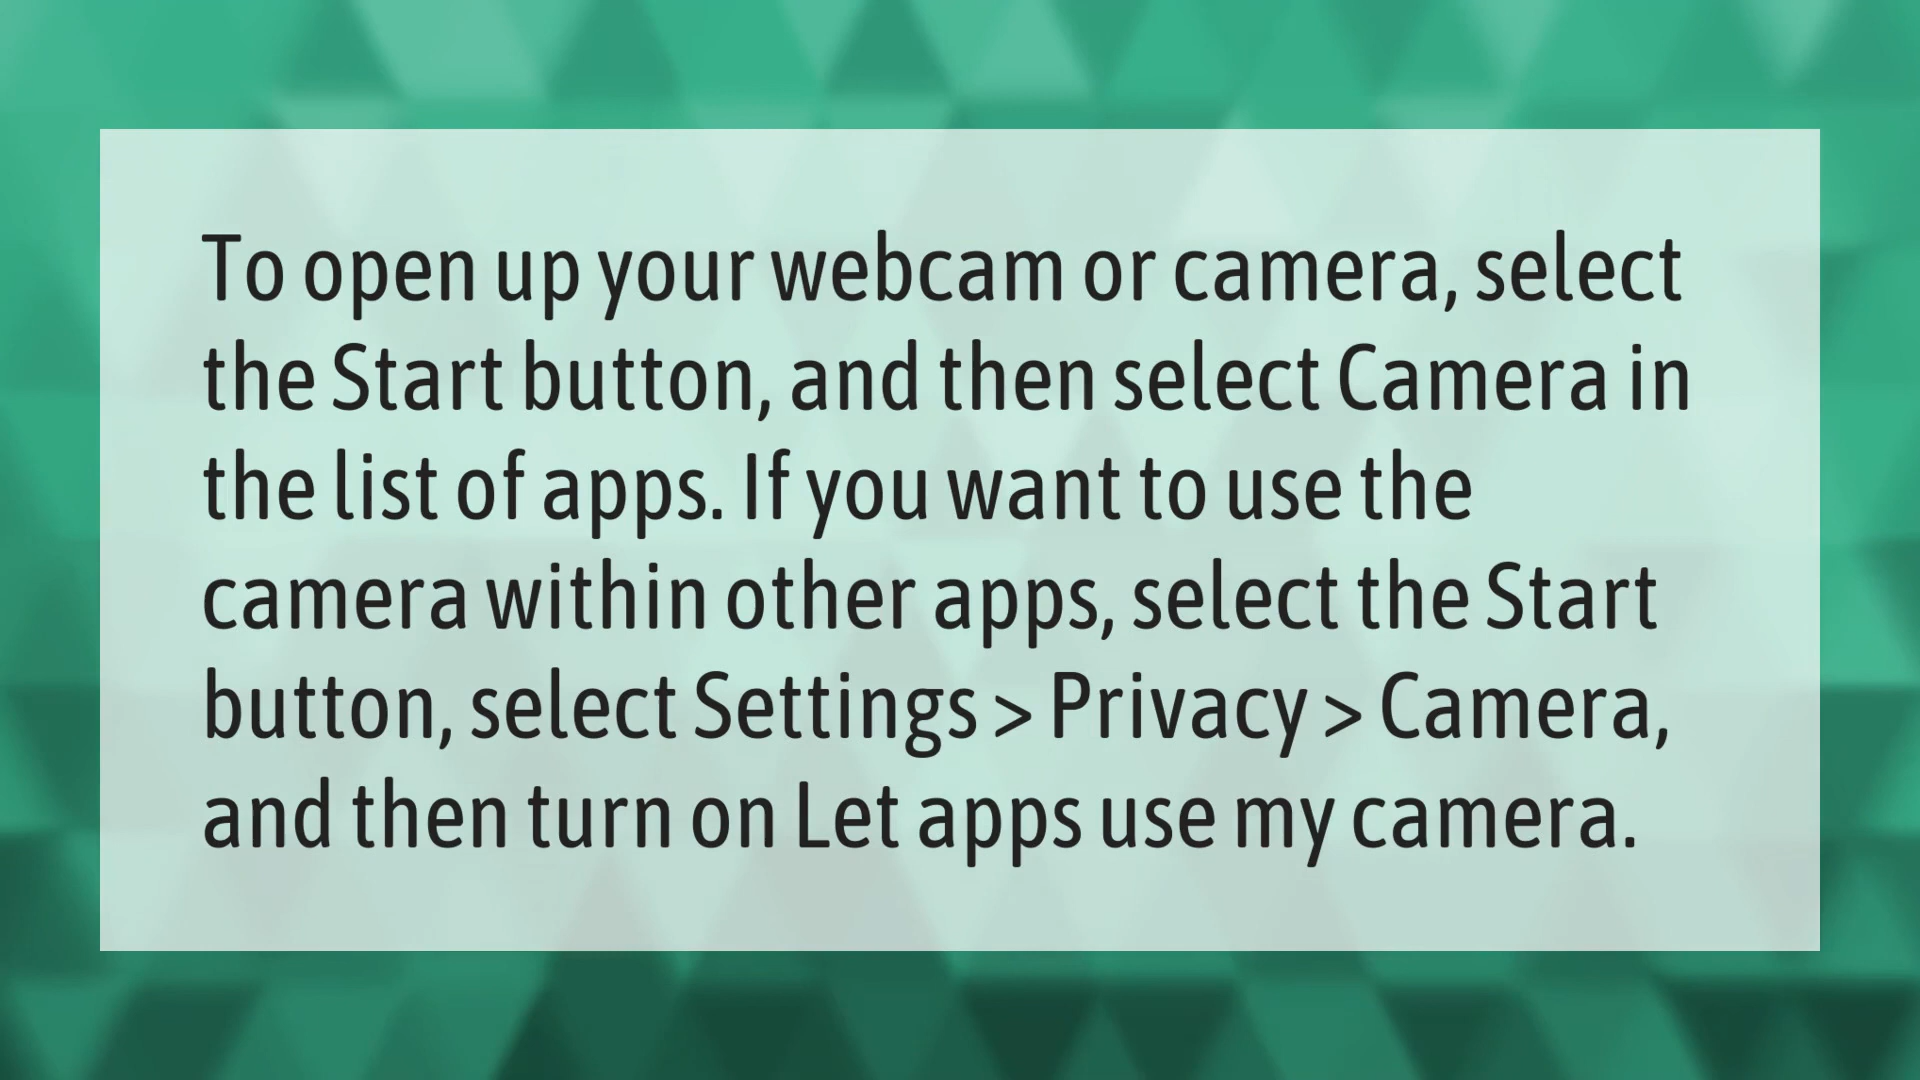 To open up your webcam or camera, select
the Start button, and then select Camera in
the list of apps. If you want to use the
camera within other apps, select the Start
button, select Settings > Privacy > Camera,
and then turn on Let apps use my camera.